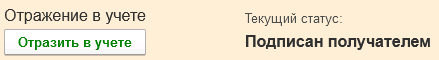 Отражение в учете
Отразить в учете
Текущий статус:
Подписан получателем